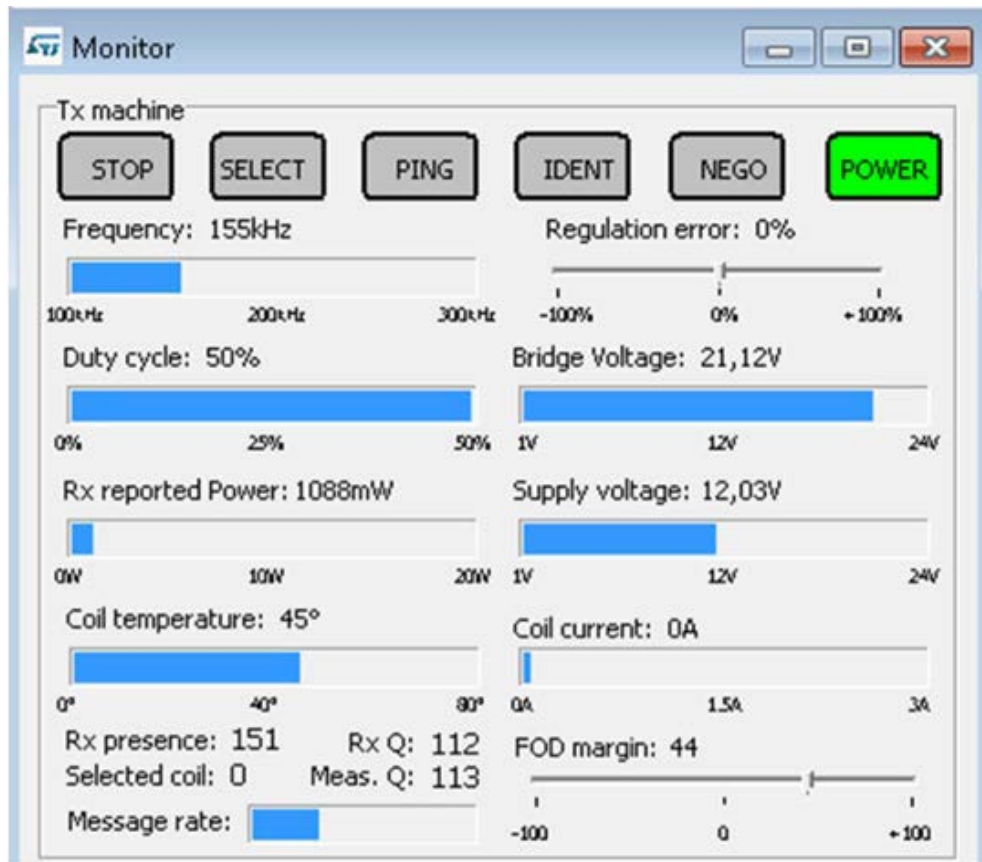 Monitor
Tx machine
STOP SELECT PING IDENT NEGO POWER
Frequency: 155kHz Regulation error: 0%
100kHz 200kHz 300kHz -100% 0% +100%
Duty cycle: 50% Bridge Voltage: 21,12V
0% 25% 50% 1V 12V 24V
Rx reported Power: 1088mW Supply voltage: 12,03V
0W 10W 20W 1V 12V 24V
Coil temperature: 45° Coil current: 0A
0° 40° 80° 0A 1.5A 3A
Rx presence: 151 Rx Q: 112 FOD margin: 44
Selected coil: 0 Meas. Q: 113
Message rate:
-100 0 +100